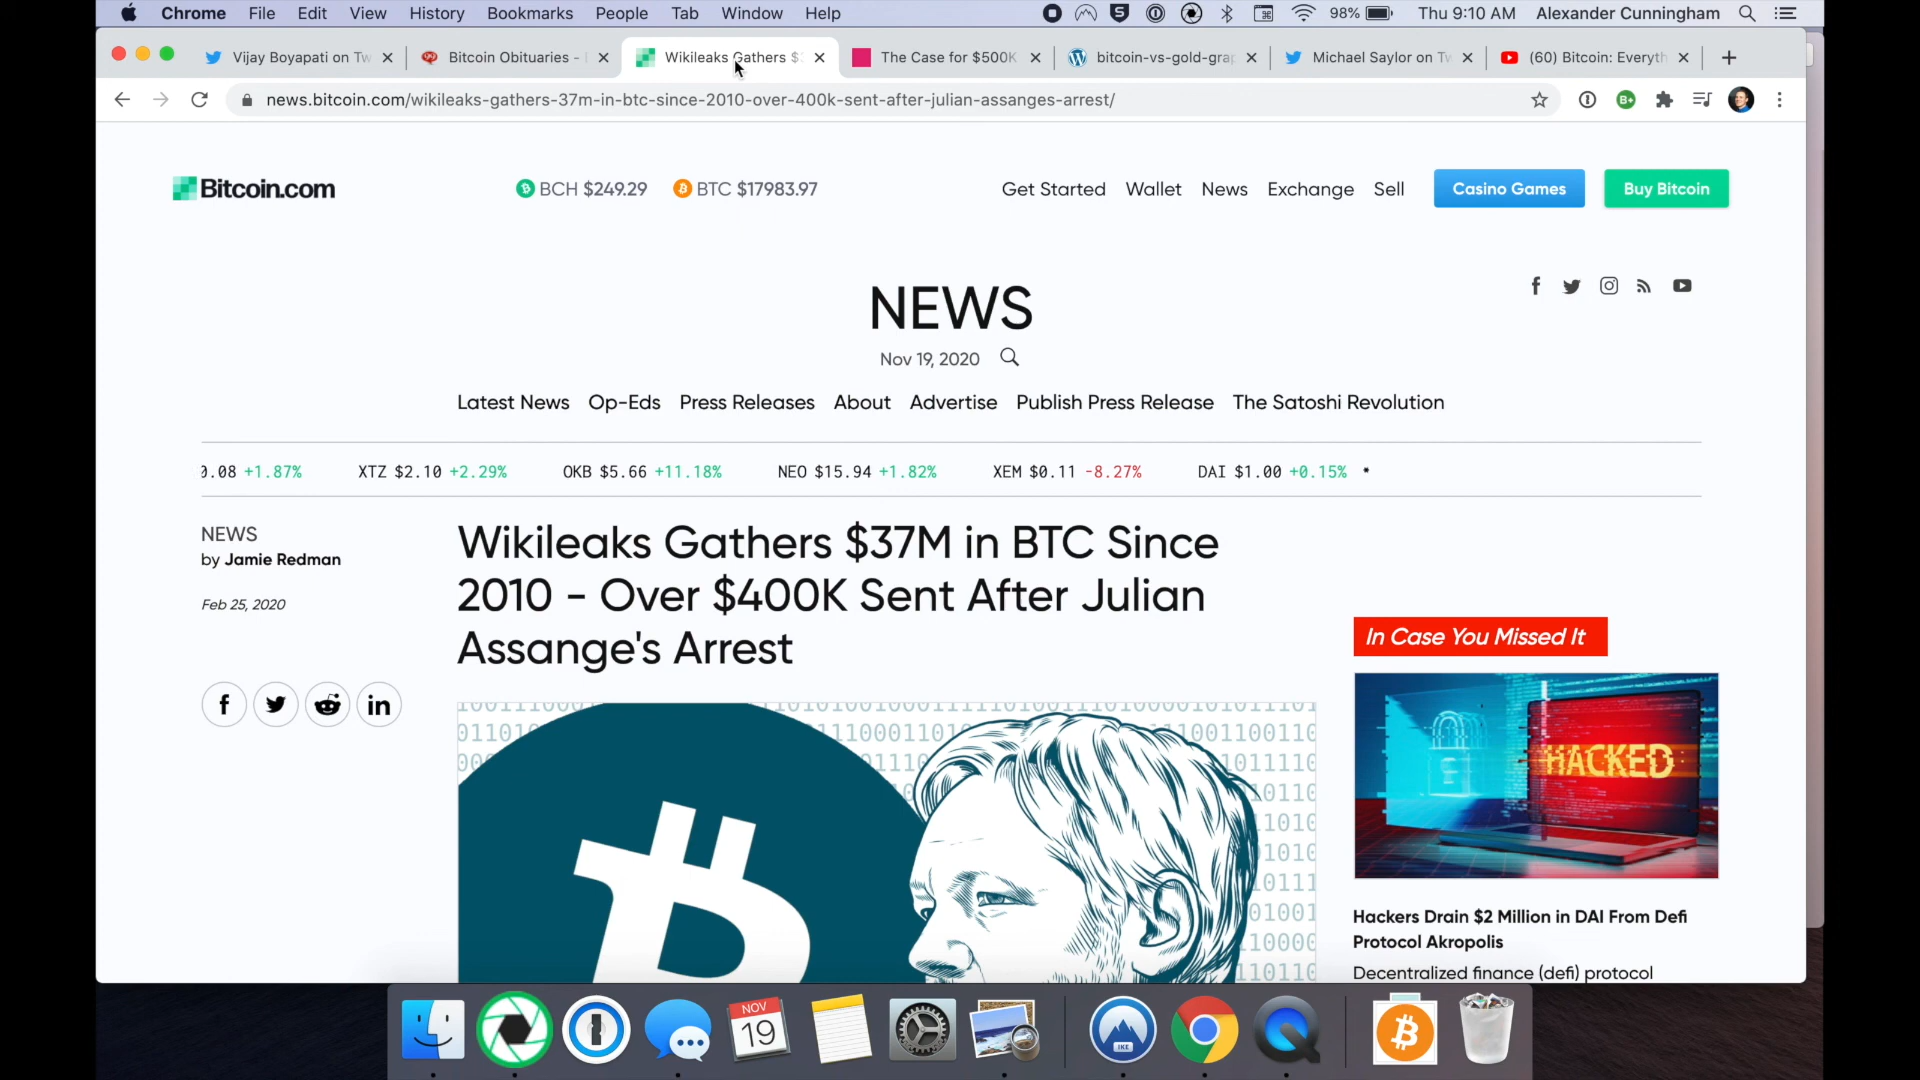 Chrome File Edit View History Bookmarks People Tab Window Help 98% Thu 9:10 AM Alexander Cunningham
Vijay Boyapati on Tw
Bitcoin Obituaries -
Wikileaks Gathers $
The Case for $500K
bitcoin-vs-gold-gra
Michael Saylor on Tw
(60) Bitcoin: Everyth
news.bitcoin.com/wikileaks-gathers-37m-in-btc-since-2010-over-400k-sent-after-julian-assanges-arrest/
Bitcoin.com
BCH $249.29 BTC $17983.97
Get Started Wallet News Exchange Sell Casino Games Buy Bitcoin
NEWS
Nov 19, 2020
Latest News Op-Eds Press Releases About Advertise Publish Press Release The Satoshi Revolution
0.08 +1.87% XTZ $2.10 +2.29% OKB $5.66 +11.18% NEO $15.94 +1.82% XEM $0.11 -8.27% DAI $1.00 +0.15% *
NEWS
by Jamie Redman
Feb 25, 2020
Wikileaks Gathers $37M in BTC Since
2010 - Over $400K Sent After Julian
Assange's Arrest
In Case You Missed It
HACKED
Hackers Drain $2 Million in DAI From Defi
Protocol Akropolis
Decentralized finance (defi) protocol
NOV
19
IKE